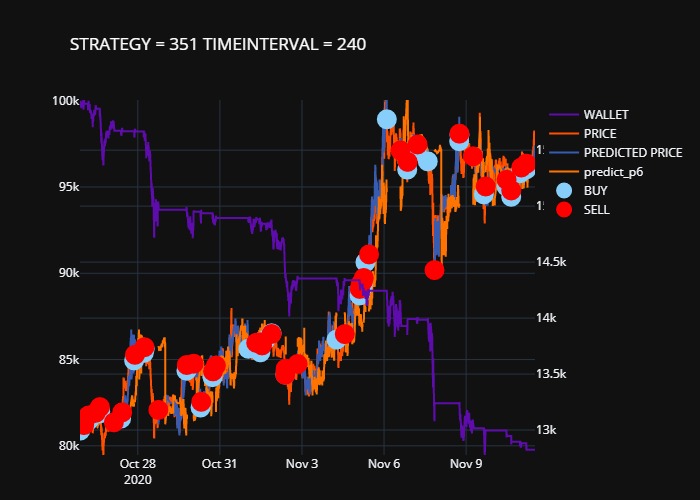 STRATEGY = 351 TIMEINTERVAL = 240
100k
95k
90k
85k
80k
14.5k
14k
13.5k
13k
Oct 28
2020
Oct 31
Nov 3
Nov 6
Nov 9
WALLET
PRICE
PREDICTED PRICE
predict_p6
BUY
SELL